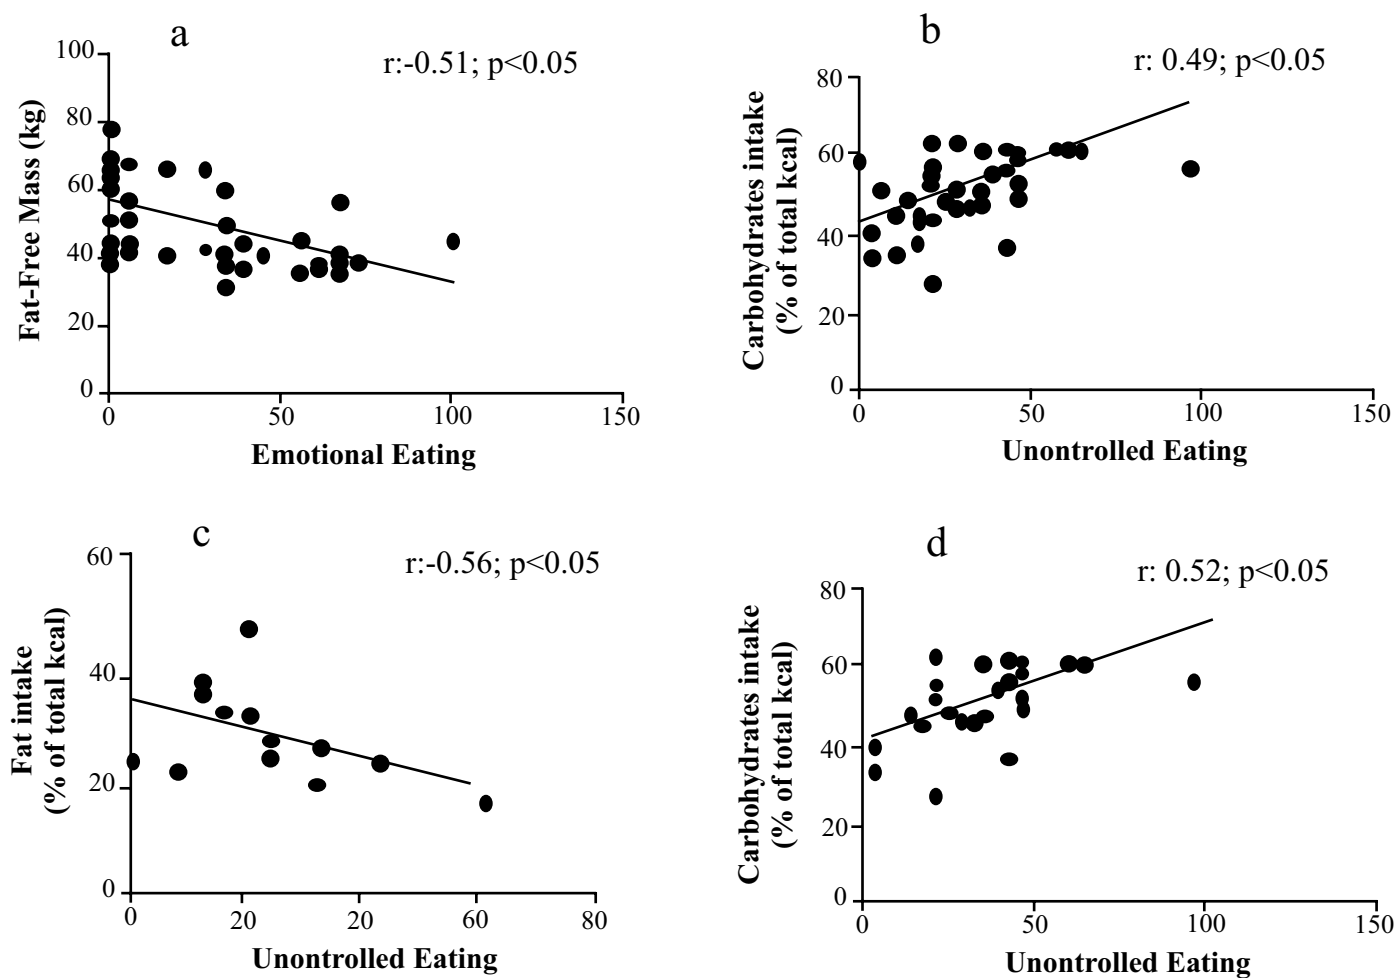 a
r:-0.51; p<0.05
100
80
60
40
20
0
0
50
100
150
Fat-Free Mass (kg)
Emotional Eating
b
r: 0.49; p<0.05
80
60
40
20
0
0
50
100
150
Carbohydrates intake
(% of total kcal)
Unontrolled Eating
c
r:-0.56; p<0.05
60
40
20
0
0
20
20
60
80
Fat intake
(% of total kcal)
Unontrolled Eating
d
r: 0.52; p<0.05
80
60
40
20
0
0
50
100
150
Carbohydrates intake
(% of total kcal)
Unontrolled Eating